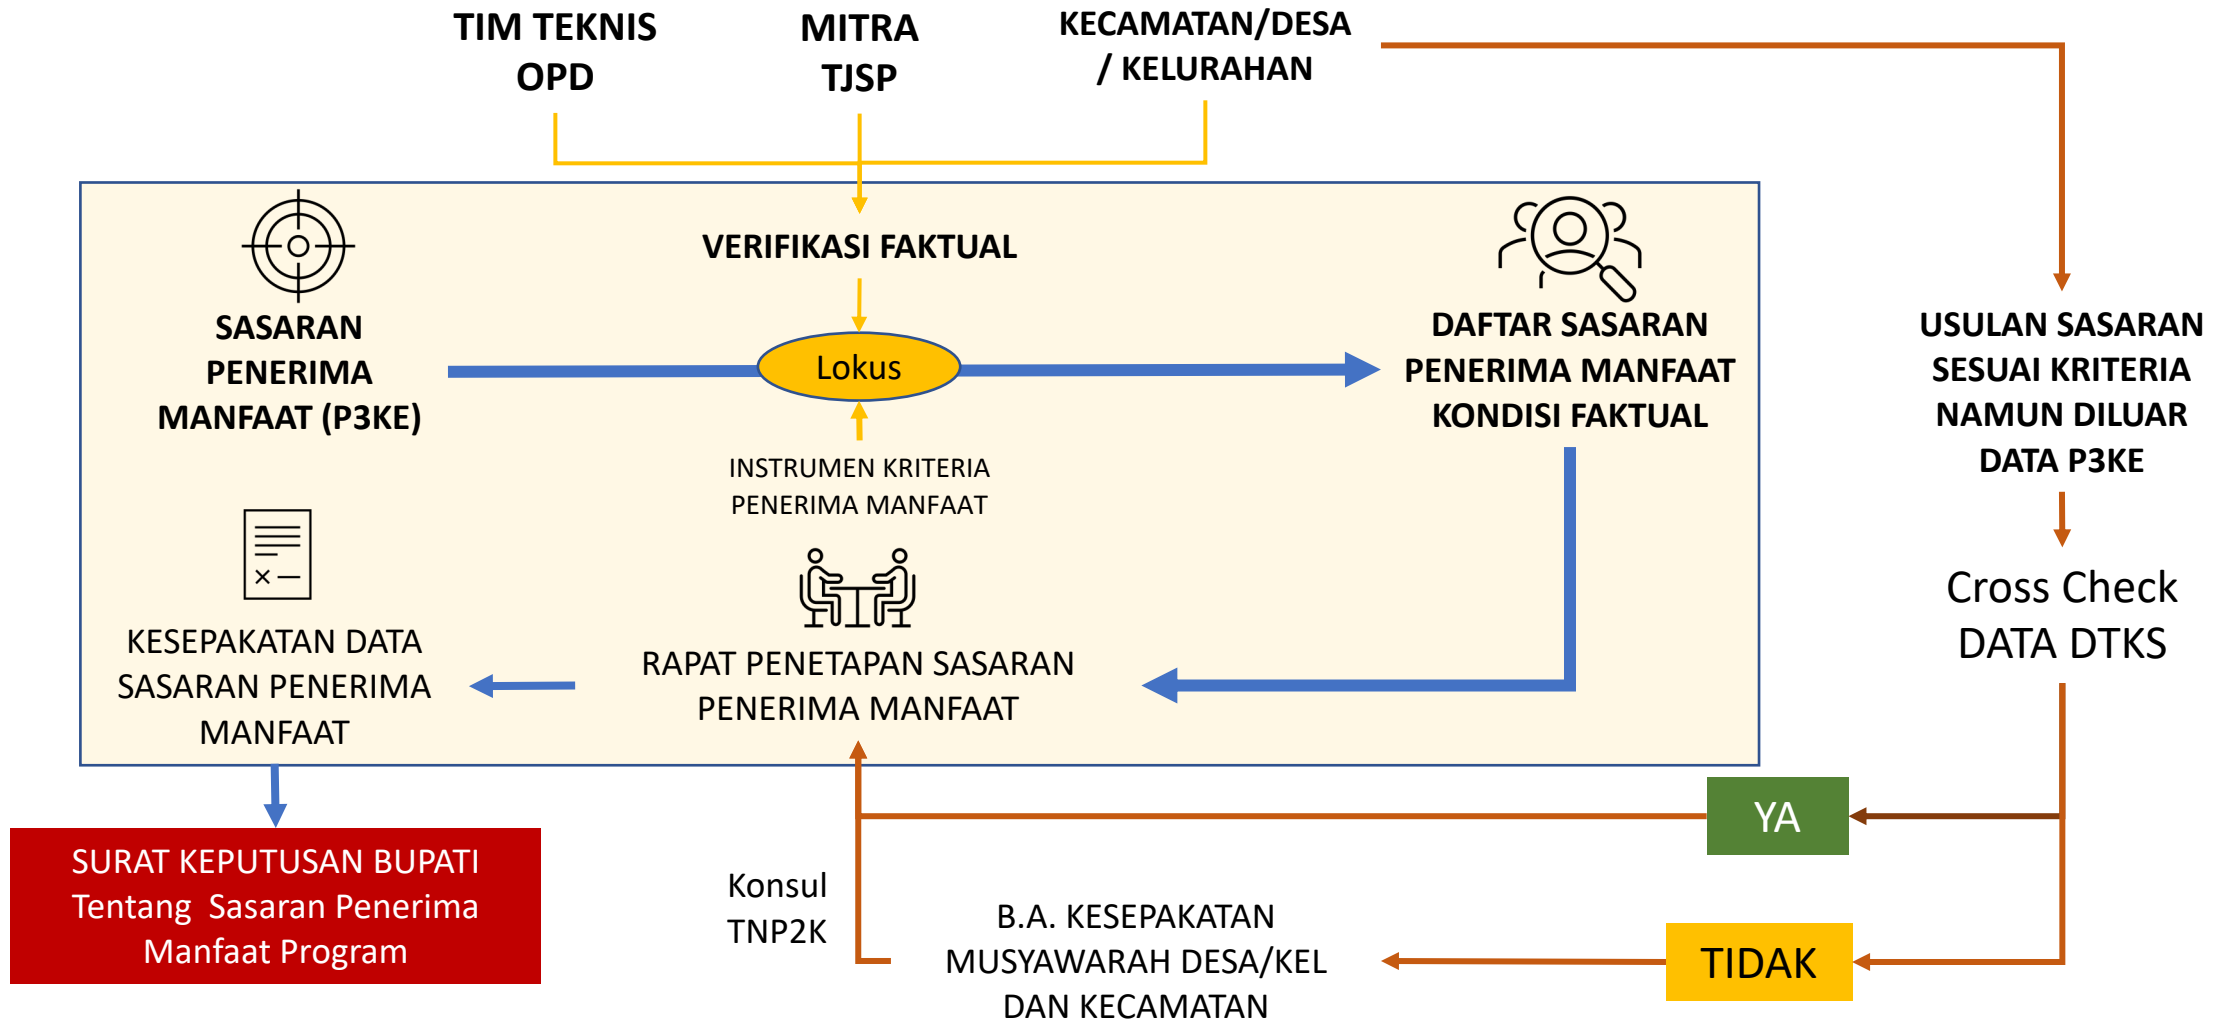 TIM TEKNIS
OPD
MITRA
TJSP
KECAMATAN/DESA
/ KELURAHAN
VERIFIKASI FAKTUAL
SASARAN
PENERIMA
MANFAAT (P3KE)
Lokus
DAFTAR SASARAN
PENERIMA MANFAAT
KONDISI FAKTUAL
USULAN SASARAN
SESUAI KRITERIA
NAMUN DILUAR
DATA P3KE
INSTRUMEN KRITERIA
PENERIMA MANFAAT
Cross Check
DATA DTKS
KESEPAKATAN DATA
SASARAN PENERIMA
MANFAAT
RAPAT PENETAPAN SASARAN
PENERIMA MANFAAT
YA
SURAT KEPUTUSAN BUPATI
Tentang Sasaran Penerima
Manfaat Program
Konsul
TNP2K
B.A. KESEPAKATAN
MUSYAWARAH DESA/KEL
DAN KECAMATAN
TIDAK